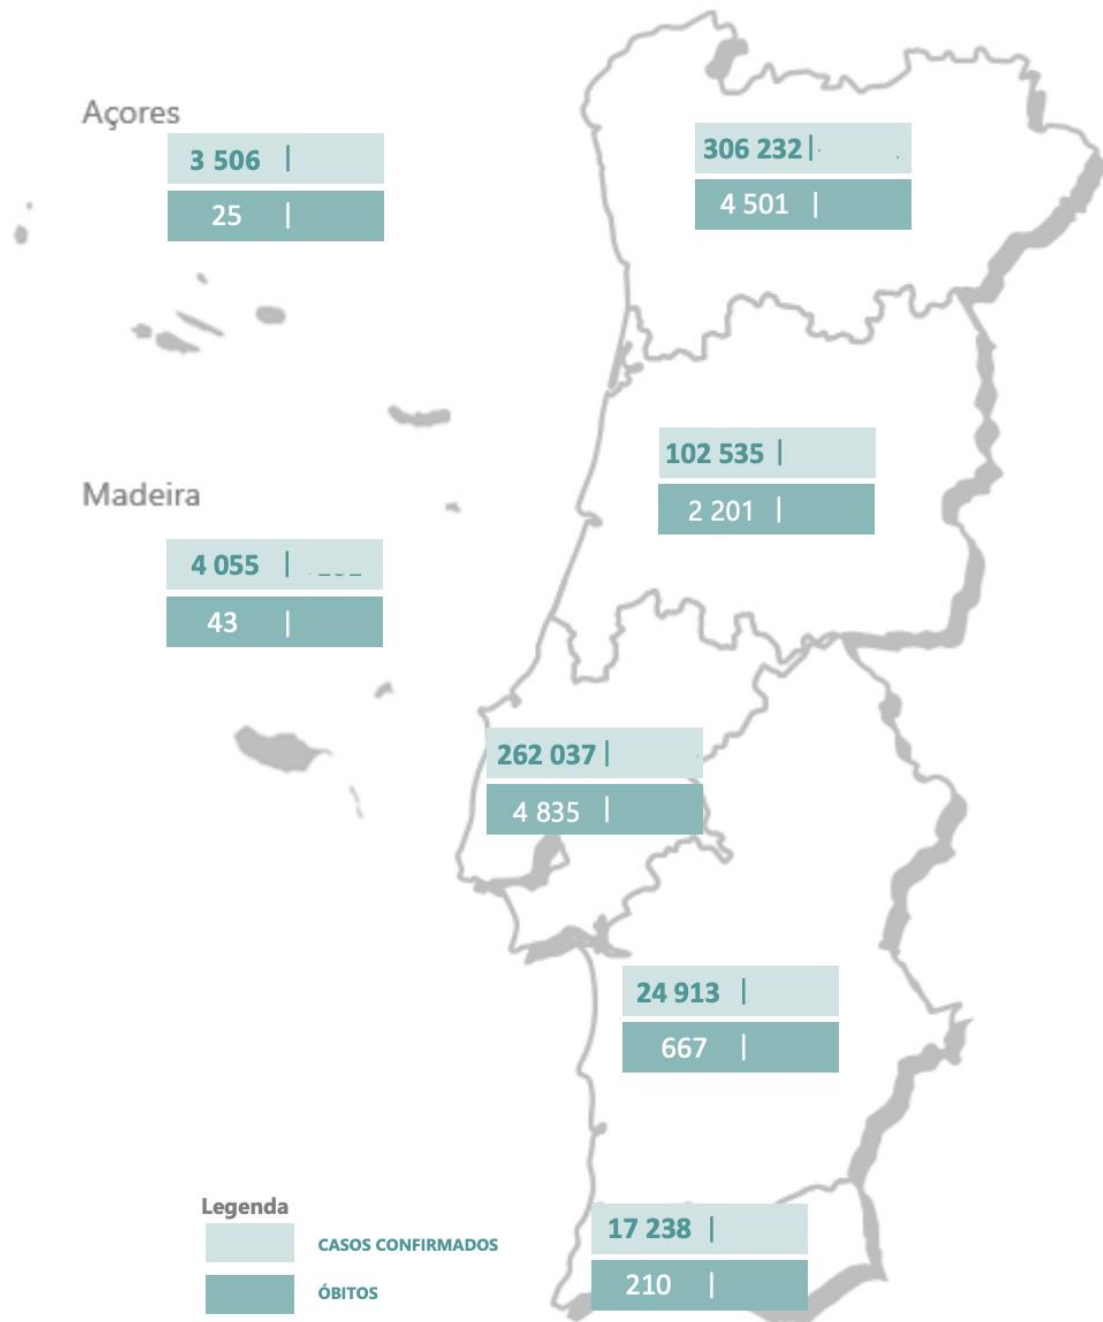 Açores
3 506 |
25 |
306 232 |
4 501 |
102 535 |
2 201 |
Madeira
4 055 |
43 |
262 037 |
4 835 |
24 913 |
667 |
17 238 |
210 |
Legenda
CASOS CONFIRMADOS
ÓBITOS